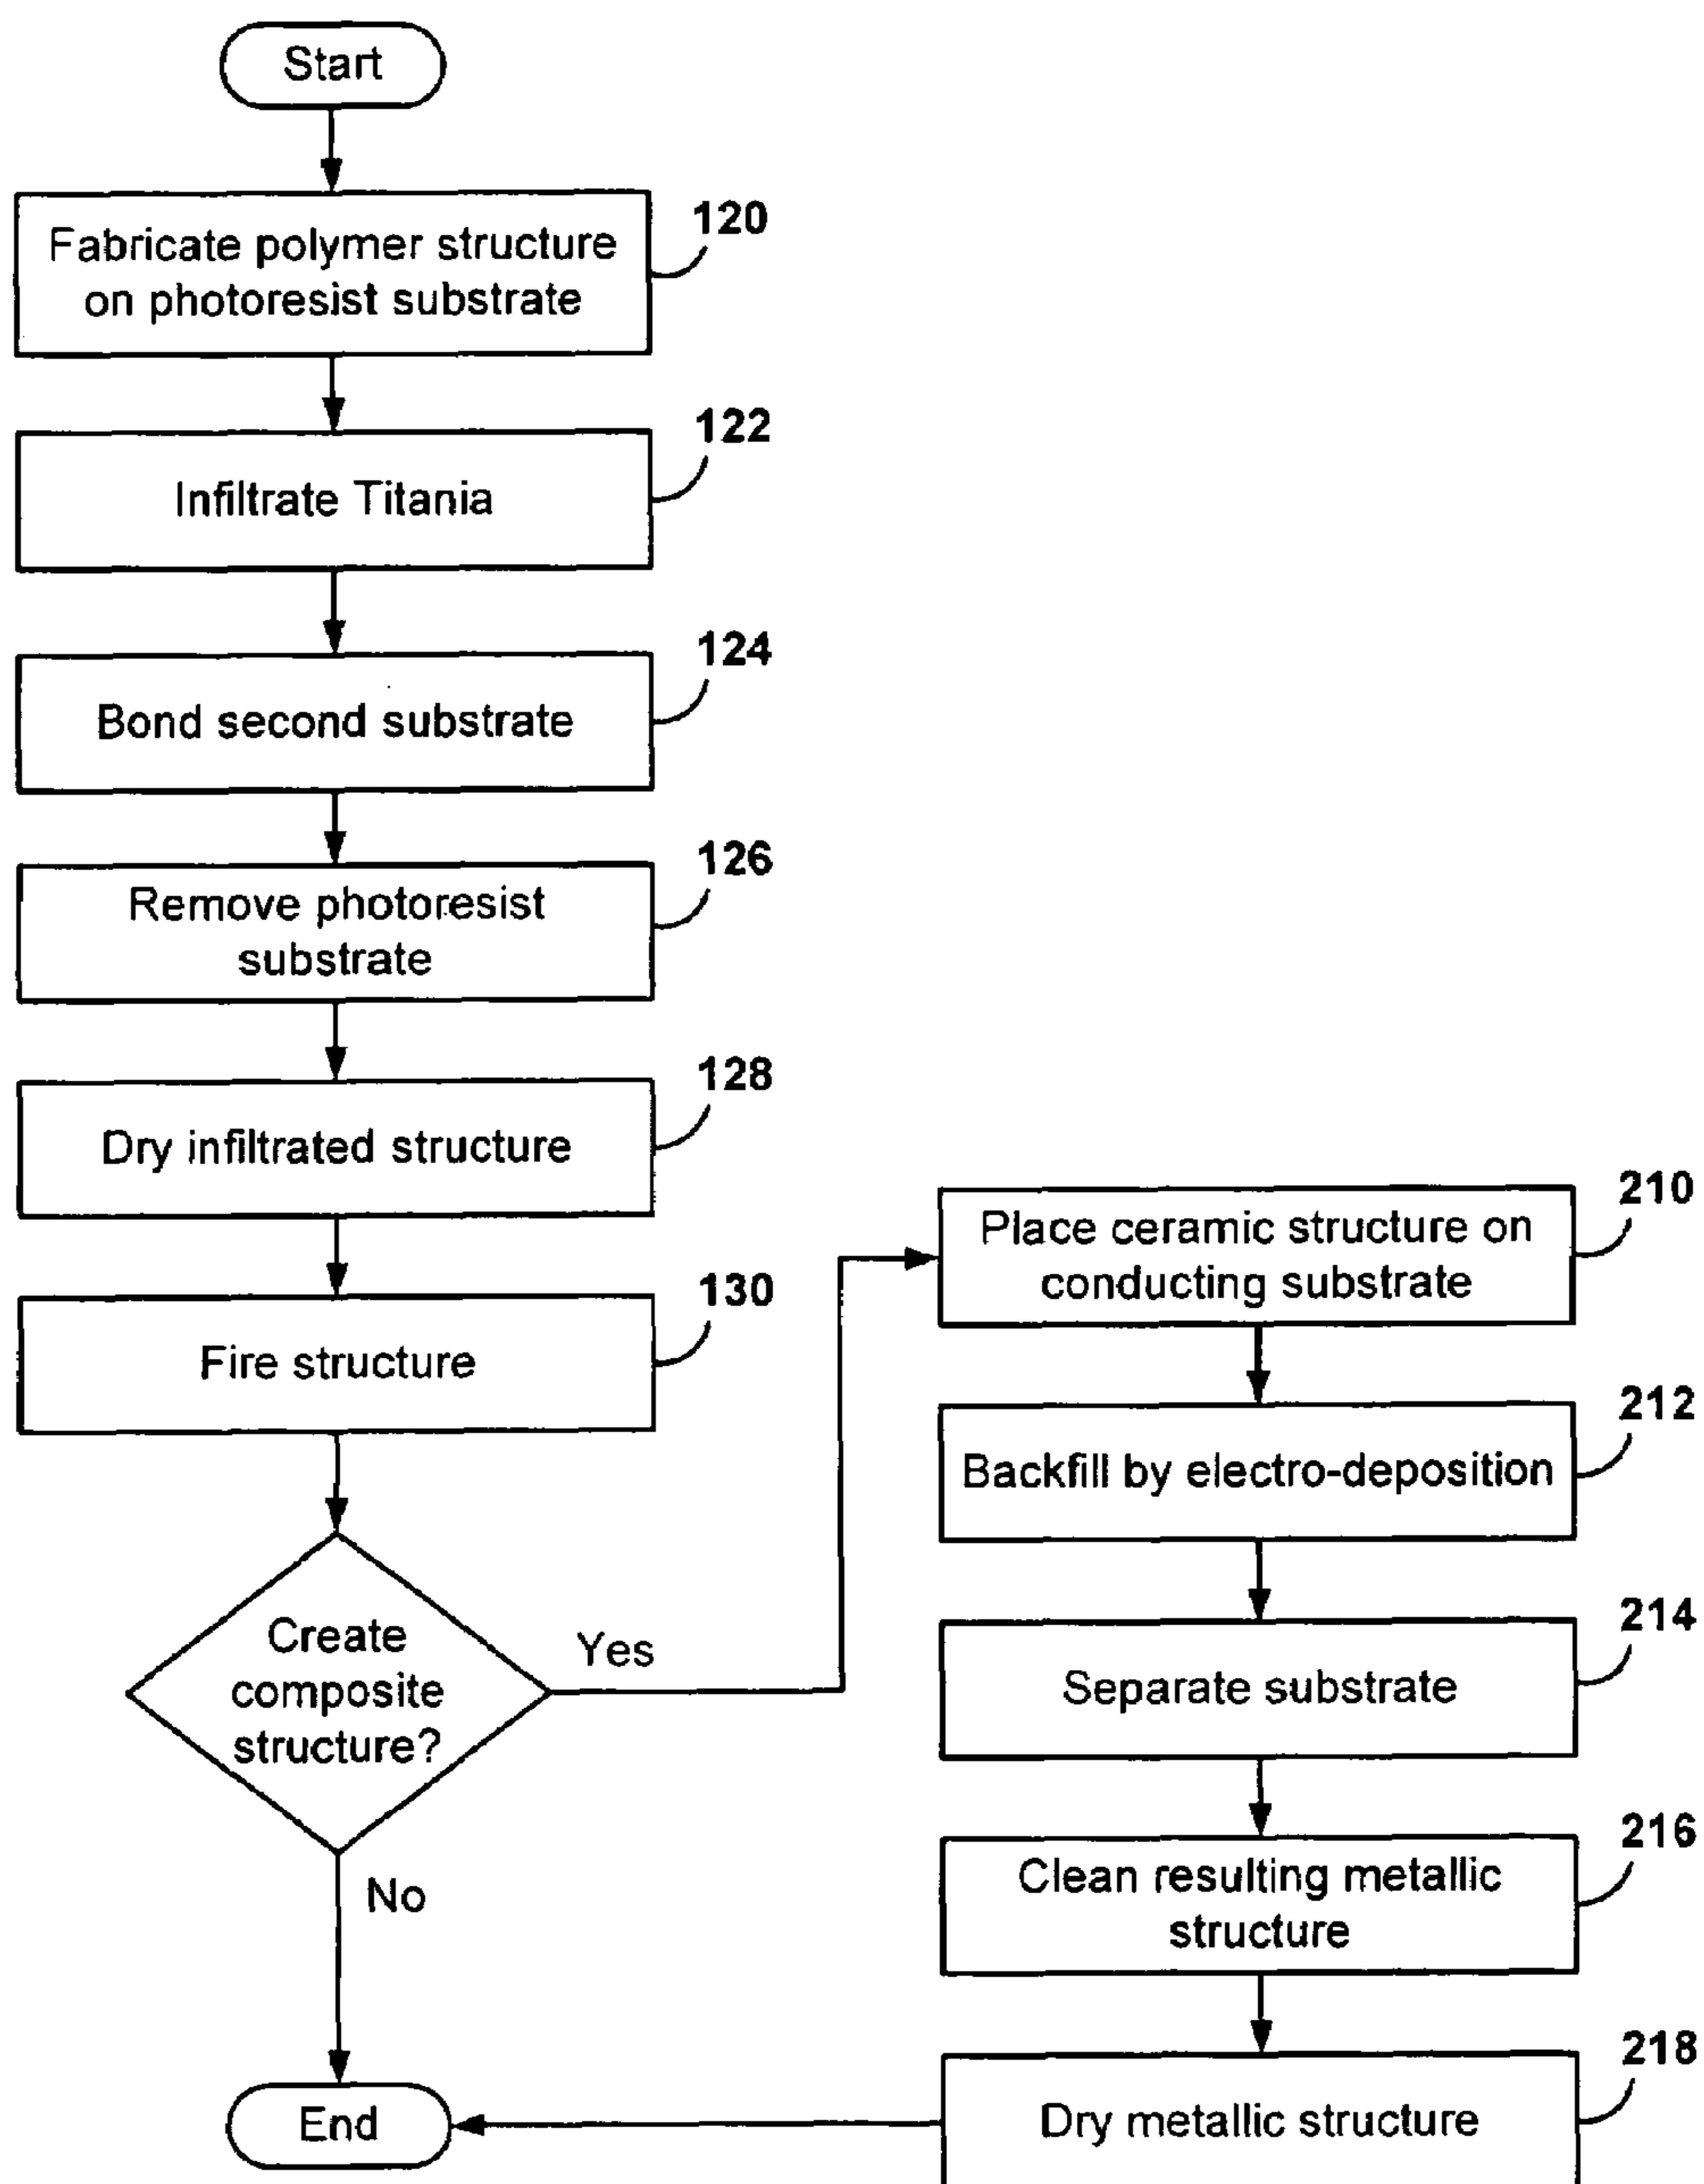 Start
Fabricate polymer structure
on photoresist substrate
120
Infiltrate Titania
122
Bond second substrate
124
Remove photoresist
substrate
126
Dry infiltrated structure
128
Fire structure
130
Create
composite
structure?
Yes
No
Place ceramic structure on
conducting substrate
210
Backfill by electro-deposition
212
Separate substrate
214
Clean resulting metallic
structure
216
Dry metallic structure
218
End